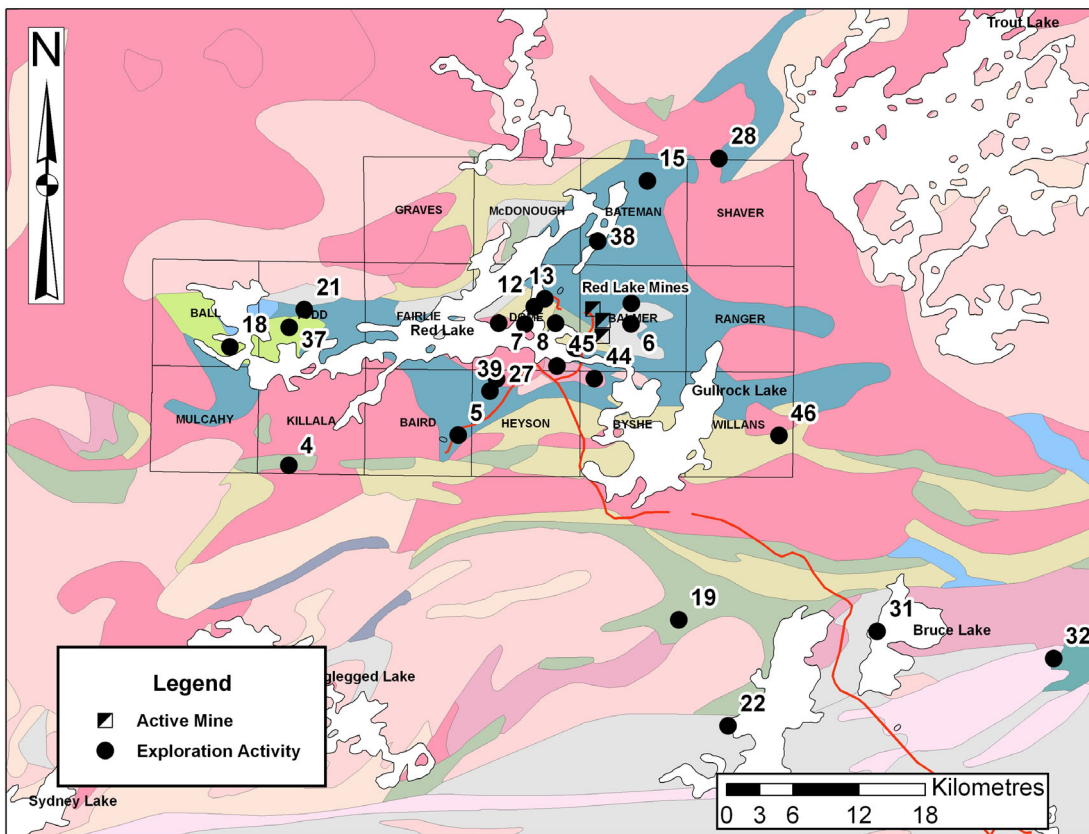 N
Trout Lake
28
15
GRAVES
McDONOUGH
BATEMAN
SHAVER
38
21
12
13
Red Lake Mines
BALL
TODD
FAIRLIE
DOME
BALMER
RANGER
Red Lake
18
37
7
8
45
44
6
39
27
Gullrock Lake
MULCAHY
KILLALA
BAIRD
5
HEYSON
BYSHE
WILLANS
46
4
19
31
Bruce Lake
32
glegged Lake
22
Legend
Active Mine
Exploration Activity
Sydney Lake
Kilometres
0 3 6 12 18